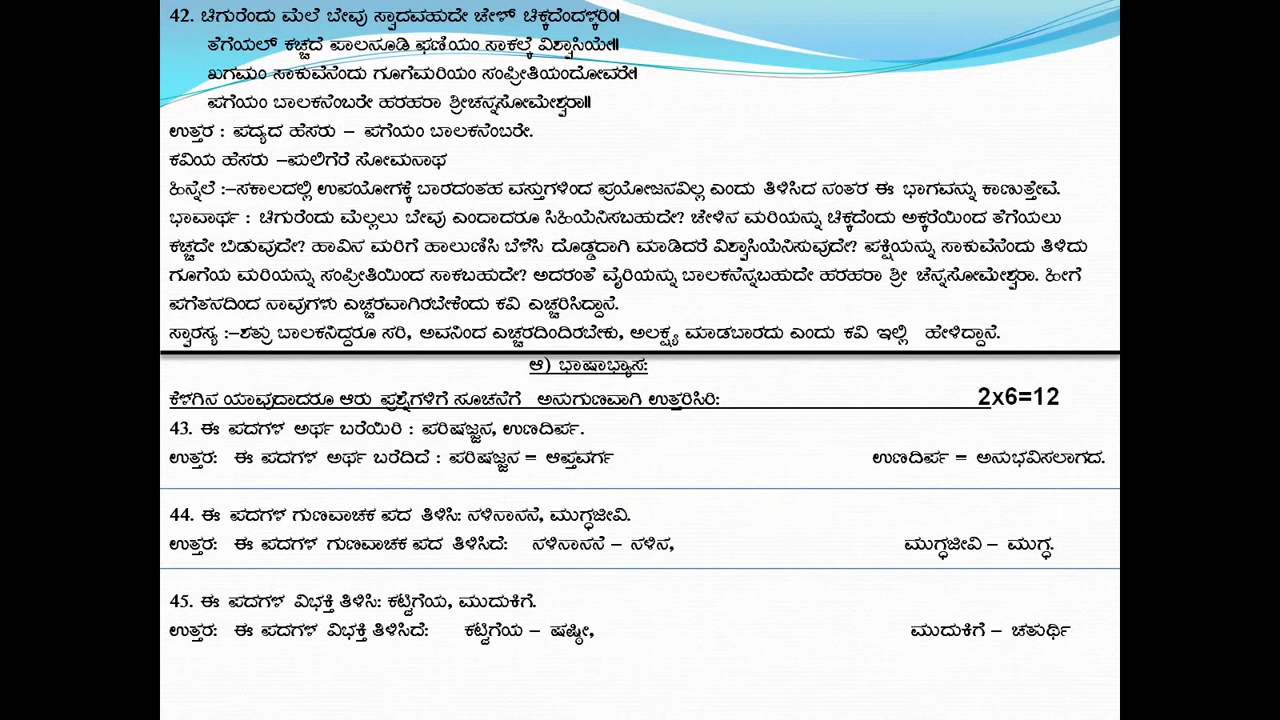 42. ಚಿಗುರೆಂದು ಮೆಲೆ ಬೇವು ಸ್ವಾದವಹುದೇ ಚೇಳ್ ಚಿಕ್ಕದೆಂದಳ್ಕರಿಂ|
ತೆಗೆಯಲ್ ಕಚ್ಚದೆ ಪಾಲನೂಡಿ ಫಣಿಯಂ ಸಾಕಲ್ಕೆ ವಿಶ್ವಾಸಿಯೇ||
ಖಗಮಂ ಸಾಕುವೆನೆಂದು ಗೂಗೆಮರಿಯಂ ಸಂಪ್ರೀತಿಯಂದೋವರೇ|
ಪಗೆಯಂ ಬಾಲಕನೆಂಬರೇ ಹರಹರಾ ಶ್ರೀಚನ್ನಸೋಮೇಶ್ವರಾ||
ಉತ್ತರ : ಪದ್ಯದ ಹೆಸರು – ಪಗೆಯಂ ಬಾಲಕನೆಂಬರೇ.
ಕವಿಯ ಹೆಸರು –ಪುಲಿಗೆರೆ ಸೋಮನಾಥ
ಹಿನ್ನೆಲೆ :–ಸಕಾಲದಲ್ಲಿ ಉಪಯೋಗಕ್ಕೆ ಬಾರದಂತಹ ವಸ್ತುಗಳಿಂದ ಪ್ರಯೋಜನವಿಲ್ಲ ಎಂದು ತಿಳಿಸಿದ ನಂತರ ಈ ಭಾಗವನ್ನು ಕಾಣುತ್ತೇವೆ.
ಭಾವಾರ್ಥ : ಚಿಗುರೆಂದು ಮೆಲ್ಲಲು ಬೇವು ಎಂದಾದರೂ ಸಿಹಿಯೆನಿಸಬಹುದೇ? ಚೇಳಿನ ಮರಿಯನ್ನು ಚಿಕ್ಕದೆಂದು ಅಕ್ಕರೆಯಿಂದ ತೆಗೆಯಲು
ಕಚ್ಚದೇ ಬಿಡುವುದೇ? ಹಾವಿನ ಮರಿಗೆ ಹಾಲುಣಿಸಿ ಬೆಳೆಸಿ ದೊಡ್ಡದಾಗಿ ಮಾಡಿದರೆ ವಿಶ್ವಾಸಿಯೆನಿಸುವುದೇ? ಪಕ್ಷಿಯನ್ನು ಸಾಕುವೆನೆಂದು ತಿಳಿದು
ಗೂಗೆಯ ಮರಿಯನ್ನು ಸಂಪ್ರೀತಿಯಿಂದ ಸಾಕಬಹುದೇ? ಅದರಂತೆ ವೈರಿಯನ್ನು ಬಾಲಕನೆನ್ನಬಹುದೇ ಹರಹರಾ ಶ್ರೀ ಚೆನ್ನಸೋಮೇಶ್ವರಾ. ಹೀಗೆ
ಪಗೆತನದಿಂದ ನಾವುಗಳು ಎಚ್ಚರವಾಗಿರಬೇಕೆಂದು ಕವಿ ಎಚ್ಚರಿಸಿದ್ದಾನೆ.
ಸ್ವಾರಸ್ಯ :–ಶತ್ರು ಬಾಲಕನಿದ್ದರೂ ಸರಿ, ಅವನಿಂದ ಎಚ್ಚರದಿಂದಿರಬೇಕು, ಅಲಕ್ಷ್ಯ ಮಾಡಬಾರದು ಎಂದು ಕವಿ ಇಲ್ಲಿ ಹೇಳಿದ್ದಾನೆ.
ಆ) ಭಾಷಾಭ್ಯಾಸ:
ಕೆಳಗಿನ ಯಾವುದಾದರೂ ಆರು ಪ್ರಶ್ನೆಗಳಿಗೆ ಸೂಚನೆಗೆ ಅನುಗುಣವಾಗಿ ಉತ್ತರಿಸಿರಿ: 2x6=12
43. ಈ ಪದಗಳ ಅರ್ಥ ಬರೆಯಿರಿ : ಪರಿಷಜ್ಜನ, ಉಣದಿರ್ಪ.
ಉತ್ತರ: ಈ ಪದಗಳ ಅರ್ಥ ಬರೆದಿದೆ : ಪರಿಷಜ್ಜನ = ಆಪ್ತವರ್ಗ ಉಣದಿರ್ಪ = ಅನುಭವಿಸಲಾಗದ.
44. ಈ ಪದಗಳ ಗುಣವಾಚಕ ಪದ ತಿಳಿಸಿ: ನಳಿನಾನನೆ, ಮುಗ್ಧಜೀವಿ.
ಉತ್ತರ: ಈ ಪದಗಳ ಗುಣವಾಚಕ ಪದ ತಿಳಿಸಿದೆ: ನಳಿನಾನನೆ – ನಳಿನ, ಮುಗ್ಧಜೀವಿ – ಮುಗ್ಧ.
45. ಈ ಪದಗಳ ವಿಭಕ್ತಿ ತಿಳಿಸಿ: ಕಟ್ಟಿಗೆಯ, ಮುದುಕಿಗೆ.
ಉತ್ತರ: ಈ ಪದಗಳ ವಿಭಕ್ತಿ ತಿಳಿಸಿದೆ: ಕಟ್ಟಿಗೆಯ – ಷಷ್ಠೀ, ಮುದುಕಿಗೆ – ಚತುರ್ಥಿ